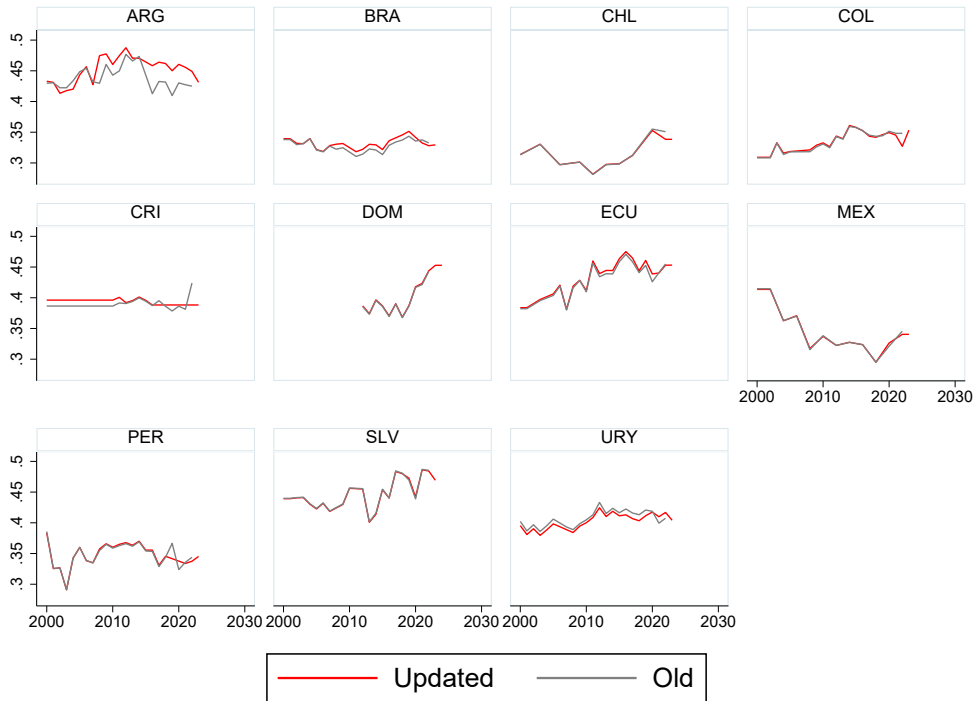 ARG BRA CHL COL
.5
.45
.4
.35
.3
CRI DOM ECU MEX
.5
.45
.4
.35
.3
2000 2010 2020 2030
PER SLV URY
.5
.45
.4
.35
.3
2000 2010 2020 2030 2000 2010 2020 2030 2000 2010 2020 2030
Updated Old